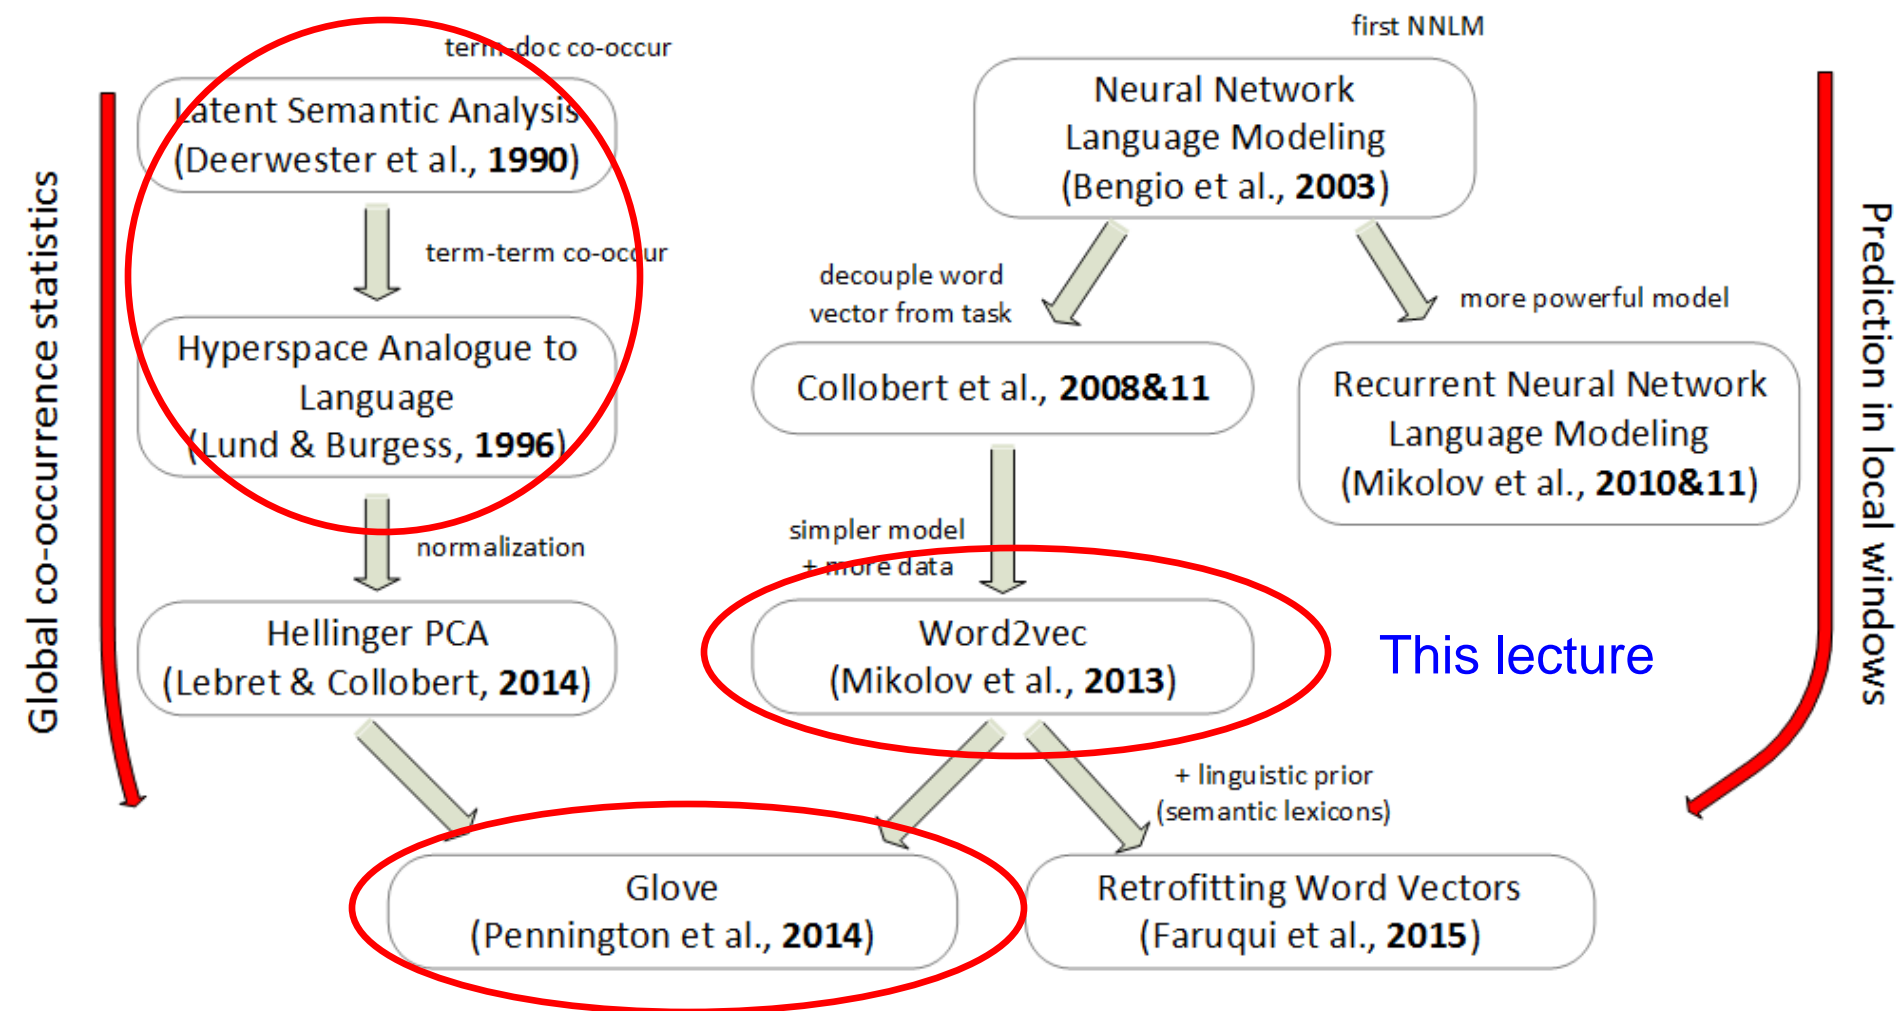 term-doc co-occur
Latent Semantic Analysis
(Deerwester et al., 1990)
term-term co-occur
Hyperspace Analogue to
Language
(Lund & Burgess, 1996)
normalization
Hellinger PCA
(Lebret & Collobert, 2014)
Global co-occurrence statistics
first NNLM
Neural Network
Language Modeling
(Bengio et al., 2003)
decouple word
vector from task
more powerful model
Collobert et al., 2008&11
Recurrent Neural Network
Language Modeling
(Mikolov et al., 2010&11)
simpler model
+ more data
Word2vec
(Mikolov et al., 2013)
This lecture
+ linguistic prior
(semantic lexicons)
Glove
(Pennington et al., 2014)
Retrofitting Word Vectors
(Faruqui et al., 2015)
Prediction in local windows